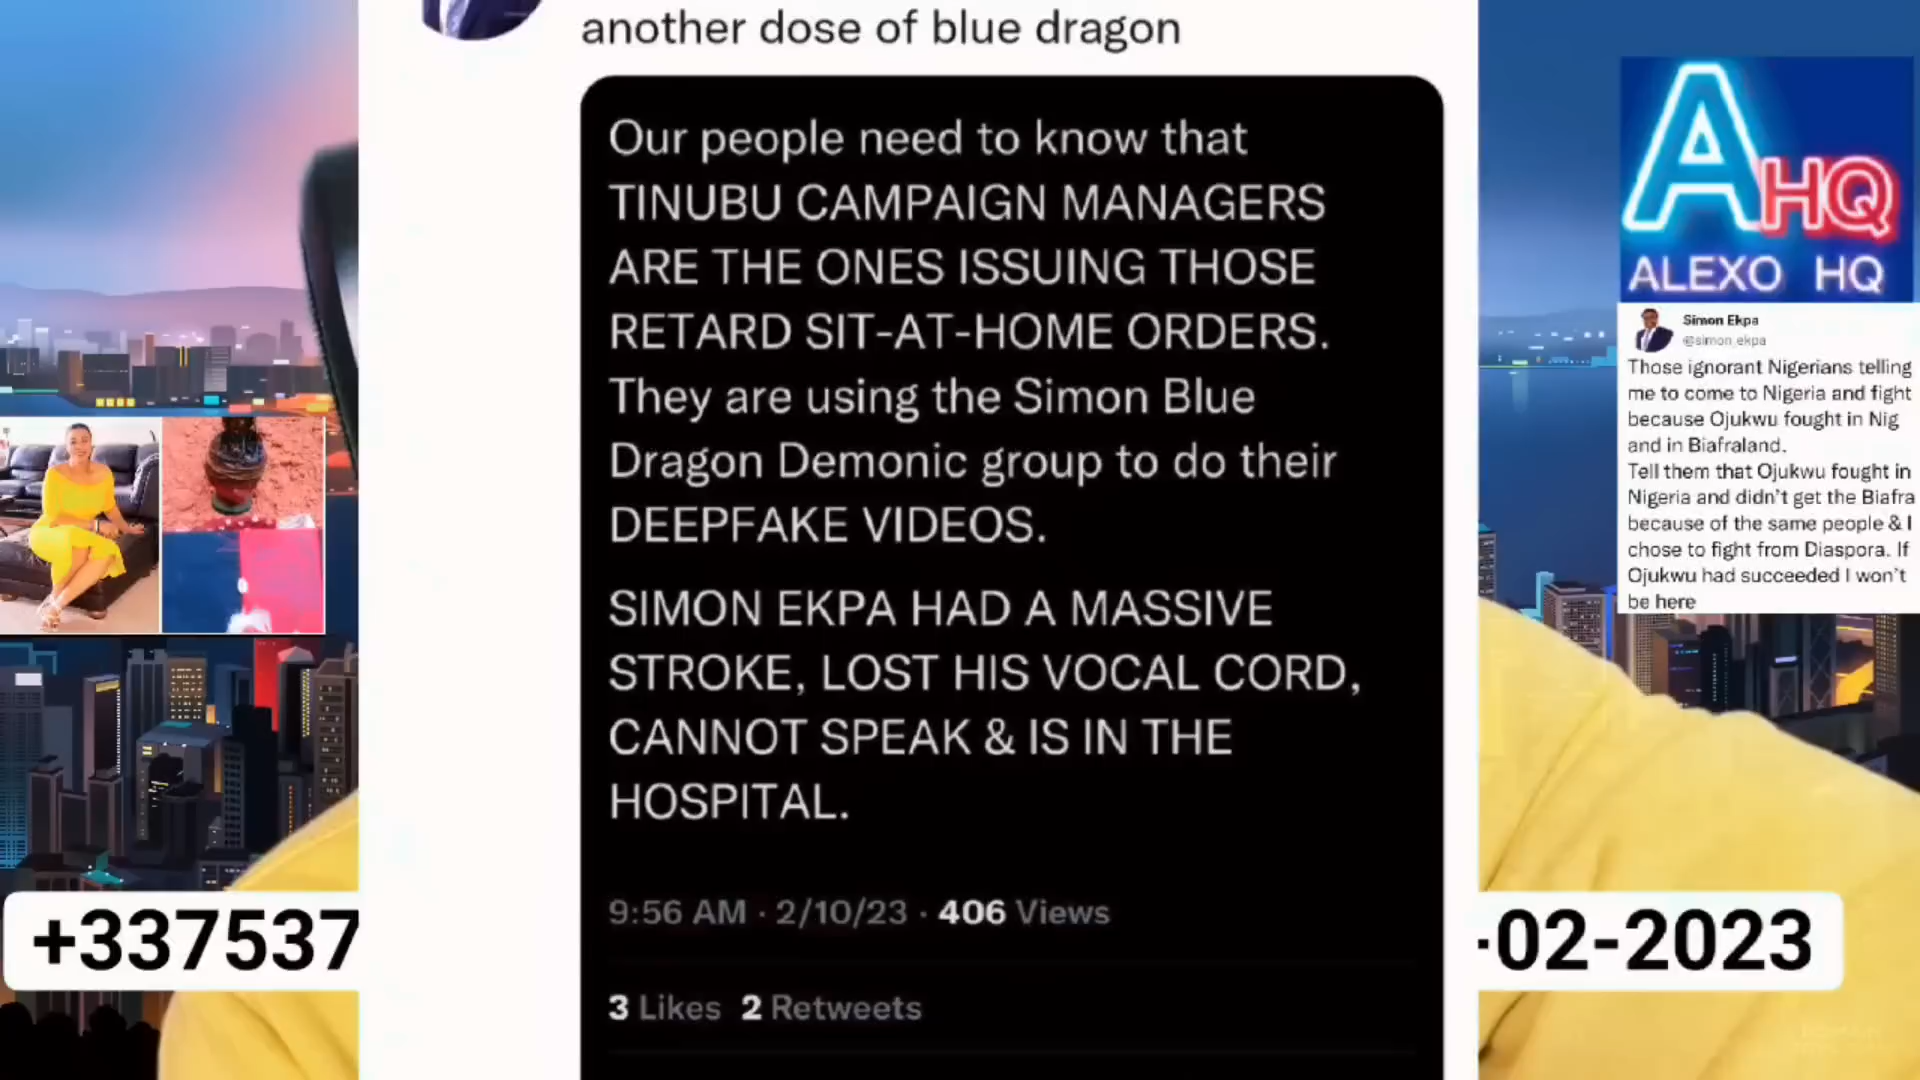 another dose of blue dragon
Our people need to know that
TINUBU CAMPAIGN MANAGERS
ARE THE ONES ISSUING THOSE
RETARD SIT-AT-HOME ORDERS.
They are using the Simon Blue
Dragon Demonic group to do their
DEEPFAKE VIDEOS.
SIMON EKPA HAD A MASSIVE
STROKE, LOST HIS VOCAL CORD,
CANNOT SPEAK & IS IN THE
HOSPITAL.
9:56 AM · 2/10/23 · 406 Views
3 Likes 2 Retweets
AHQ
ALEXO HQ
Simon Ekpa
@simon_ekpa
Those ignorant Nigerians telling
me to come to Nigeria and fight
because Ojukwu fought in Nig
and in Biafraland.
Tell them that Ojukwu fought in
Nigeria and didn't get the Biafra
because of the same people & I
chose to fight from Diaspora. If
Ojukwu had succeeded I won't
be here
+337537
-02-2023